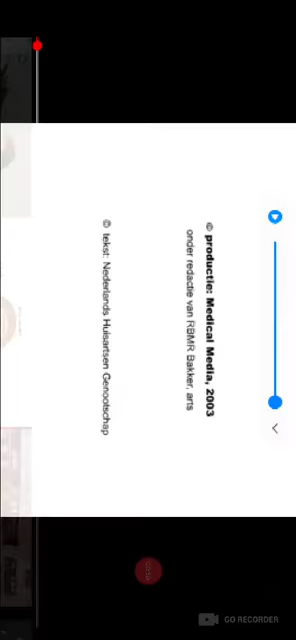 © productie: Medical Media, 2003
onder redactie van RBMR Bakker, arts
© tekst: Nederlands Huisartsen Genootschap
GO RECORDER